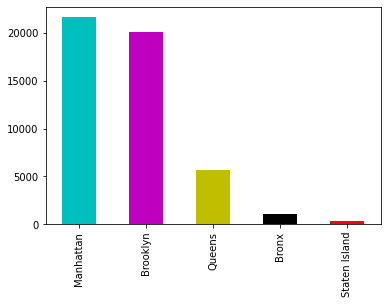 20000
15000
10000
5000
0
Manhattan
Brooklyn
Queens
Bronx
Staten Island